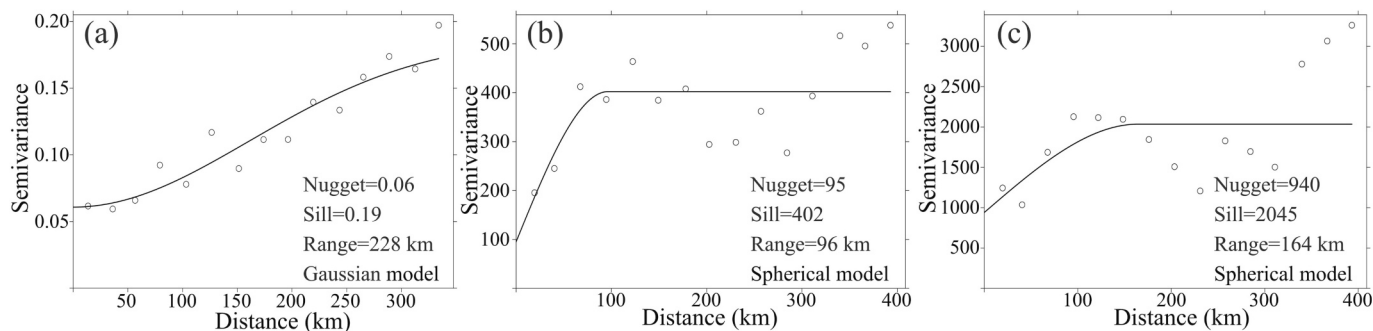 (a)
0.20
0.15
0.10
0.05
Semivariance
Nugget=0.06
Sill=0.19
Range=228 km
Gaussian model
50 100 150 200 250 300
Distance (km)
(b)
500
400
300
200
100
Semivariance
Nugget=95
Sill=402
Range=96 km
Spherical model
100 200 300 400
Distance (km)
(c)
3000
2500
2000
1500
1000
500
Semivariance
Nugget=940
Sill=2045
Range=164 km
Spherical model
100 200 300 400
Distance (km)